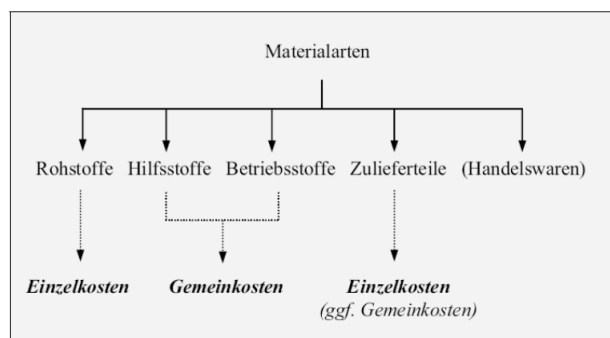 Materialarten
Rohstoffe Hilfsstoffe Betriebsstoffe Zulieferteile (Handelswaren)
Einzelkosten Gemeinkosten Einzelkosten
(ggf. Gemeinkosten)